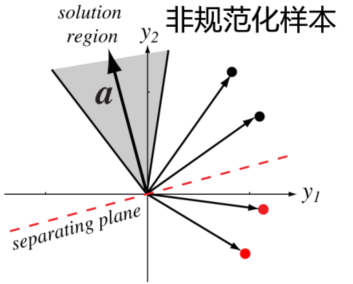 solution
region
y2
非规范化样本
a
y1
separating plane